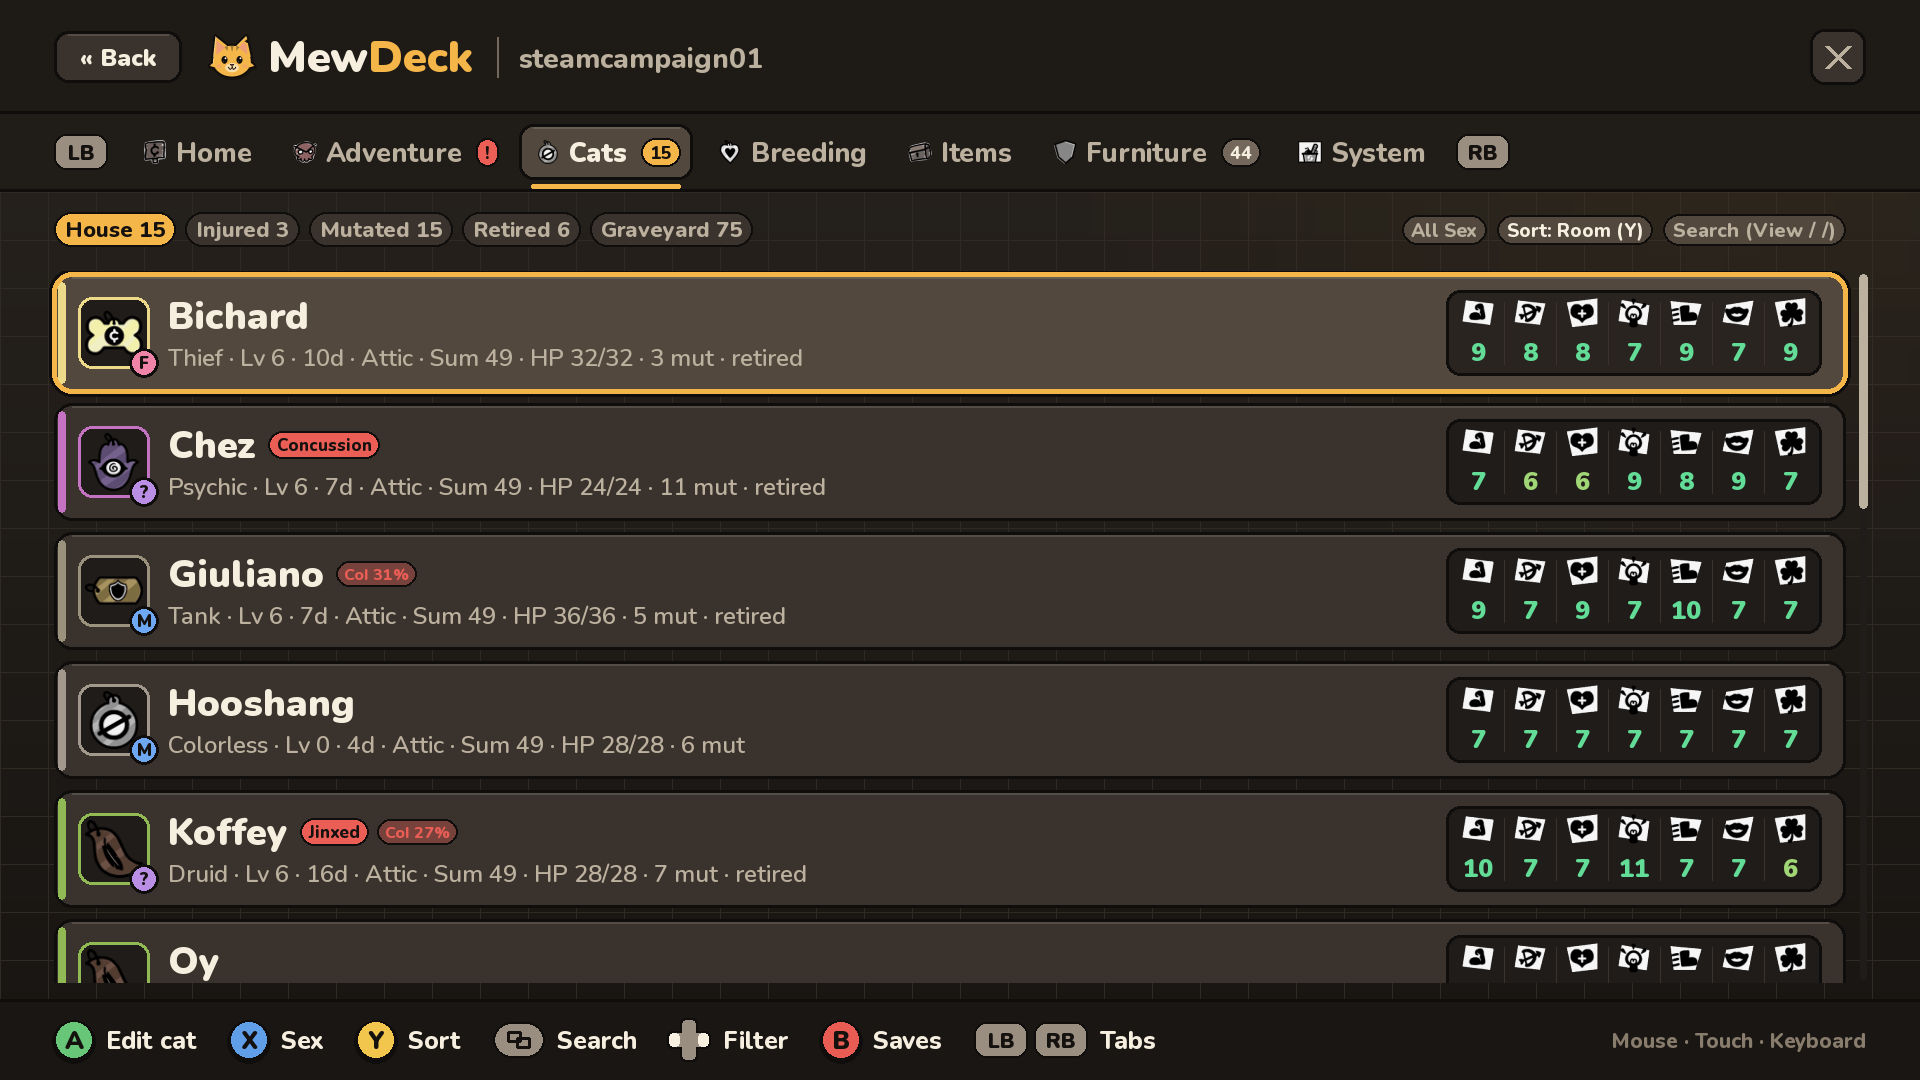 « Back
MewDeck
steamcampaign01
LB Home Adventure ! Cats 15 Breeding Items Furniture 44 System RB
House 15 Injured 3 Mutated 15 Retired 6 Graveyard 75
All Sex Sort: Room (Y) Search (View / /)
Bichard
F
Thief · Lv 6 · 10d · Attic · Sum 49 · HP 32/32 · 3 mut · retired
9 8 8 7 9 7 9
Chez Concussion
?
Psychic · Lv 6 · 7d · Attic · Sum 49 · HP 24/24 · 11 mut · retired
7 6 6 9 8 9 7
Giuliano Col 31%
M
Tank · Lv 6 · 7d · Attic · Sum 49 · HP 36/36 · 5 mut · retired
9 7 9 7 10 7 7
Hooshang
M
Colorless · Lv 0 · 4d · Attic · Sum 49 · HP 28/28 · 6 mut
7 7 7 7 7 7 7
Koffey Jinxed Col 27%
?
Druid · Lv 6 · 16d · Attic · Sum 49 · HP 28/28 · 7 mut · retired
10 7 7 11 7 7 6
Oy
A Edit cat X Sex Y Sort Search Filter B Saves LB RB Tabs
Mouse · Touch · Keyboard